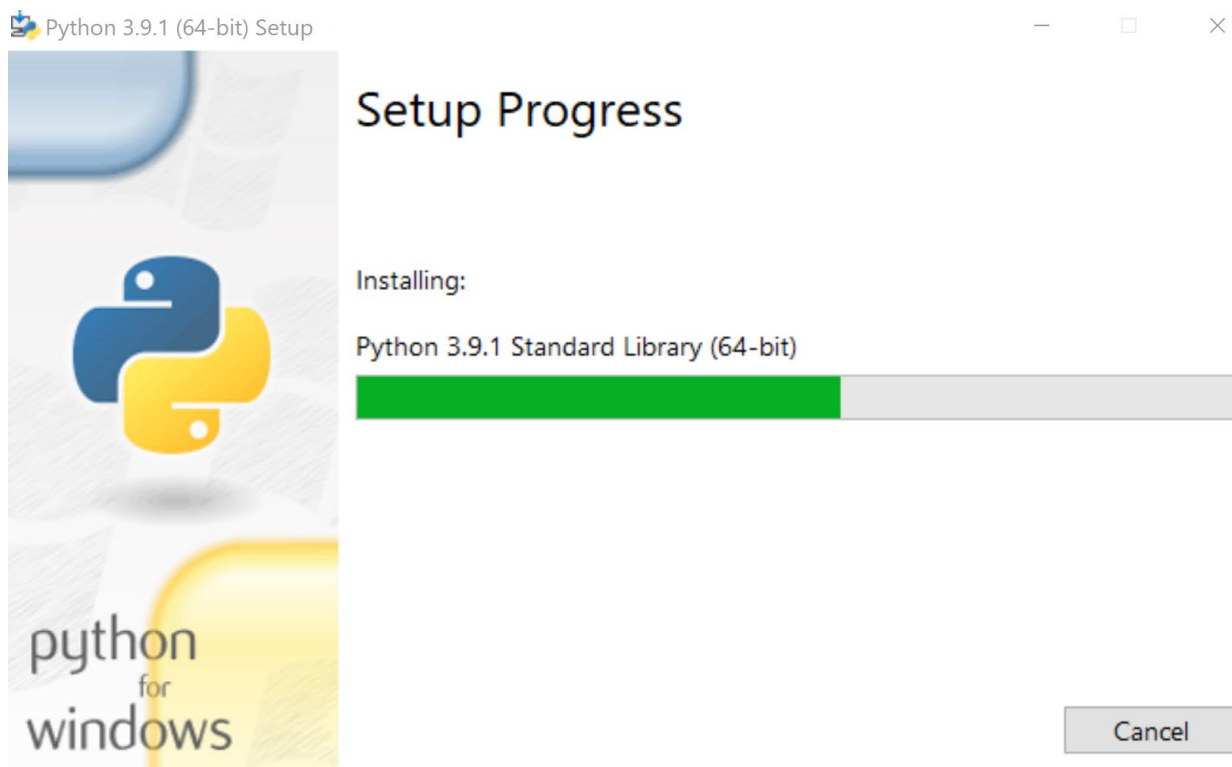 Python 3.9.1 (64-bit) Setup
Setup Progress
Installing:
Python 3.9.1 Standard Library (64-bit)
python
for
windows
Cancel